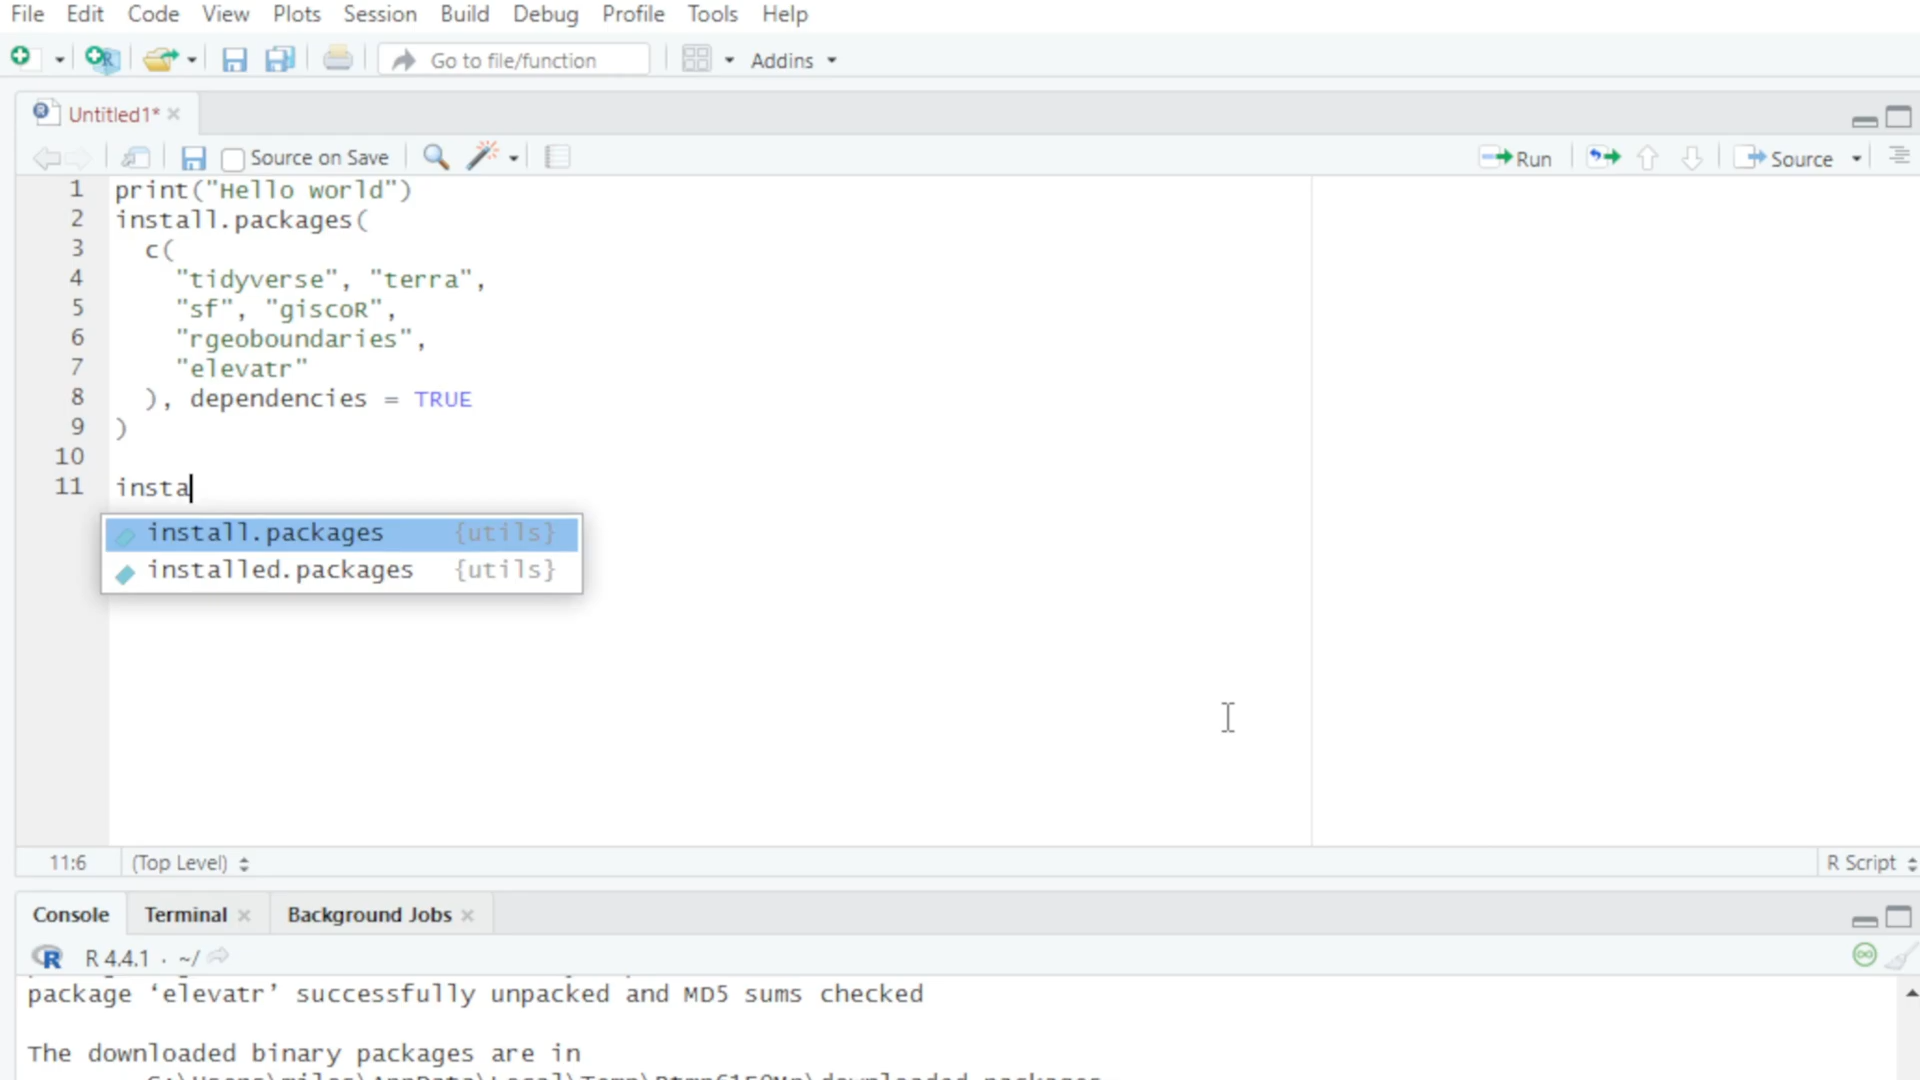 File Edit Code View Plots Session Build Debug Profile Tools Help
Go to file/function Addins
Untitled1*
Source on Save Run Source
1 print("Hello world")
2 install.packages(
3 c(
4 "tidyverse", "terra",
5 "sf", "giscoR",
6 "rgeoboundaries",
7 "elevatr"
8 ), dependencies = TRUE
9 )
10
11 insta
install.packages {utils}
installed.packages {utils}
11:6 (Top Level) R Script
Console Terminal Background Jobs
R 4.4.1 · ~/
package ‘elevatr’ successfully unpacked and MD5 sums checked
The downloaded binary packages are in